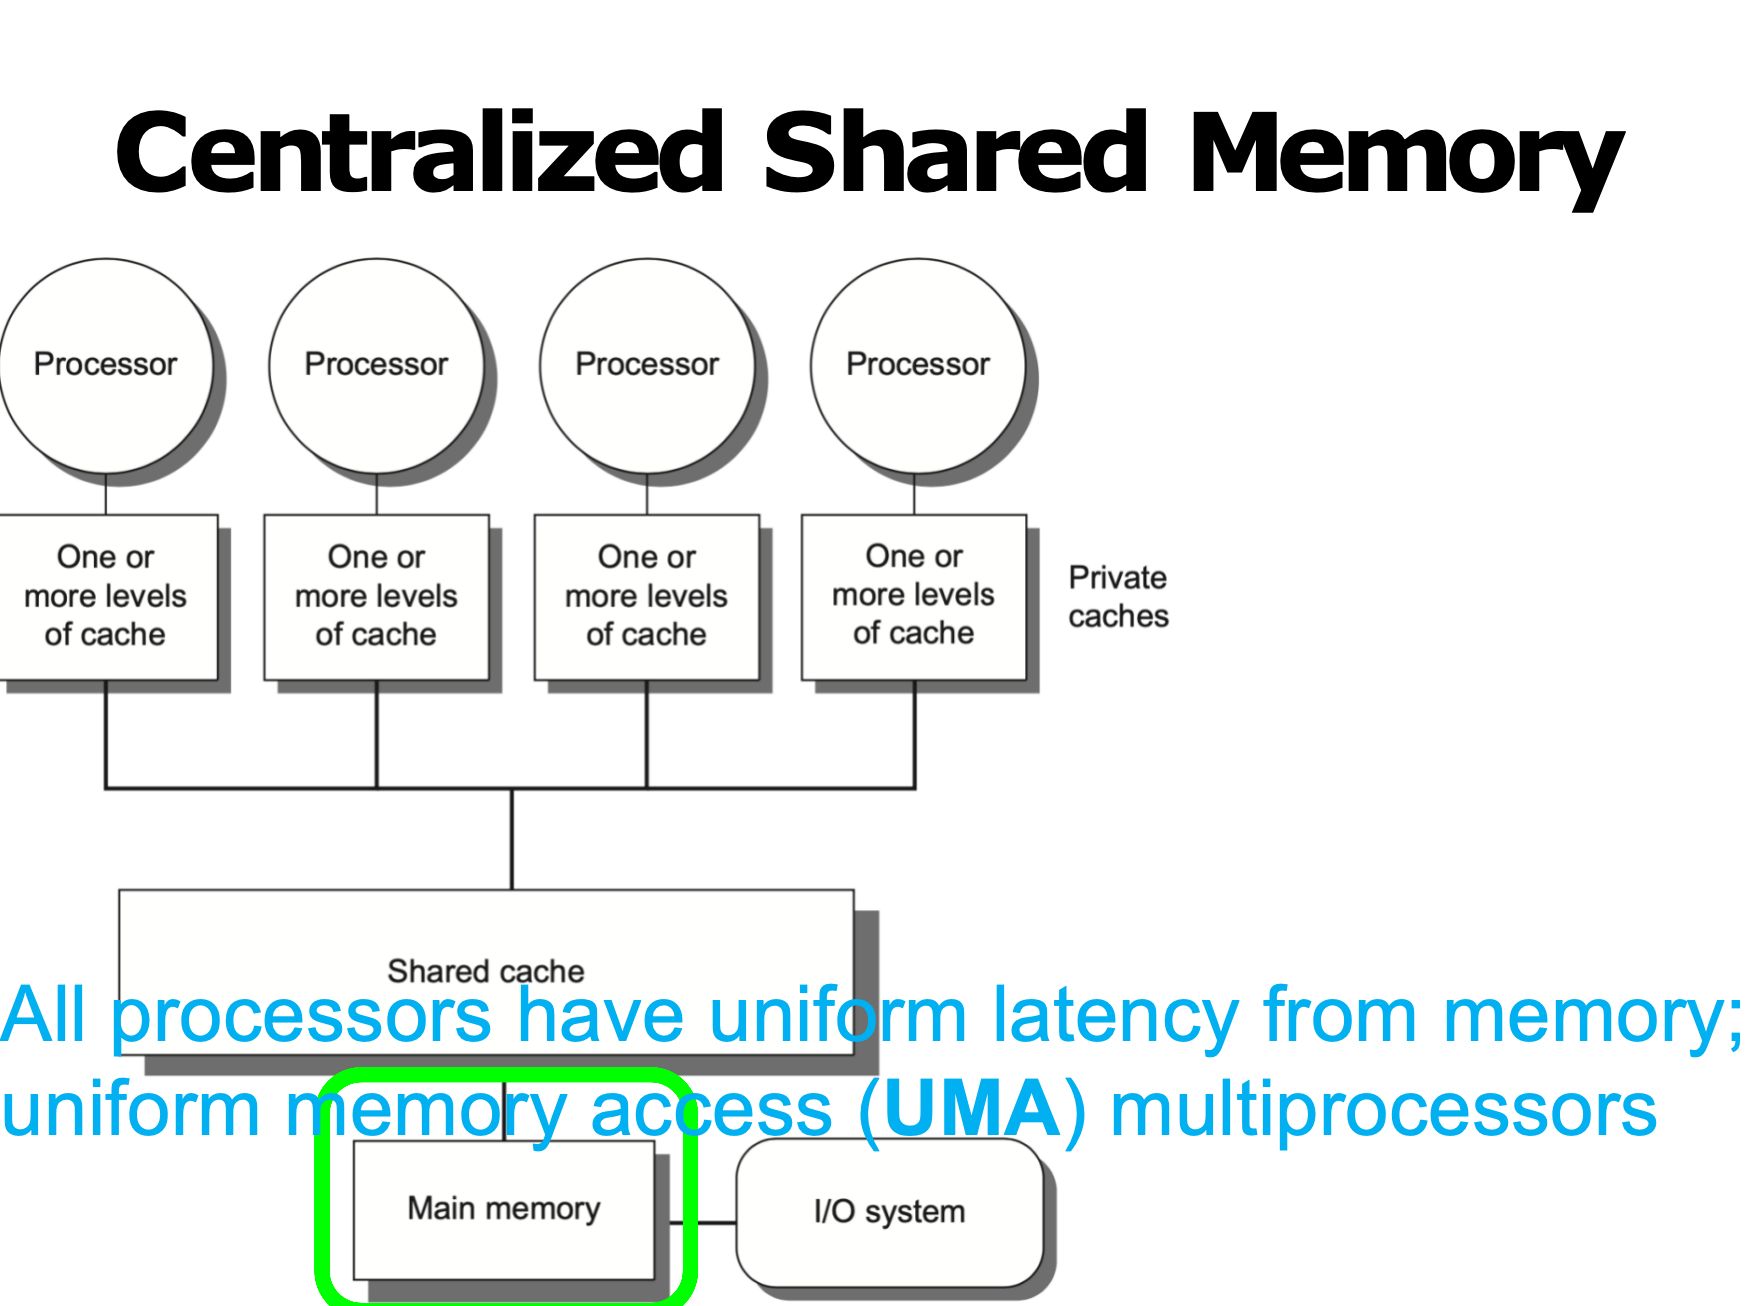 Centralized Shared Memory
Processor
Processor
Processor
Processor
One or
more levels
of cache
One or
more levels
of cache
One or
more levels
of cache
One or
more levels
of cache
Private
caches
Shared cache
All processors have uniform latency from memory;
uniform memory access (UMA) multiprocessors
Main memory
I/O system